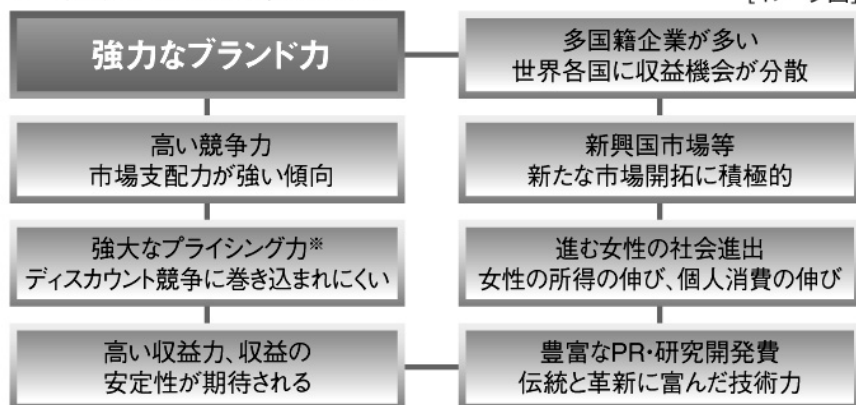 強力なブランド力
多国籍企業が多い
世界各国に収益機会が分散
高い競争力
市場支配力が強い傾向
新興国市場等
新たな市場開拓に積極的
強大なプライシング力※
ディスカウント競争に巻き込まれにくい
進む女性の社会進出
女性の所得の伸び、個人消費の伸び
高い収益力、収益の
安定性が期待される
豊富なPR・研究開発費
伝統と革新に富んだ技術力